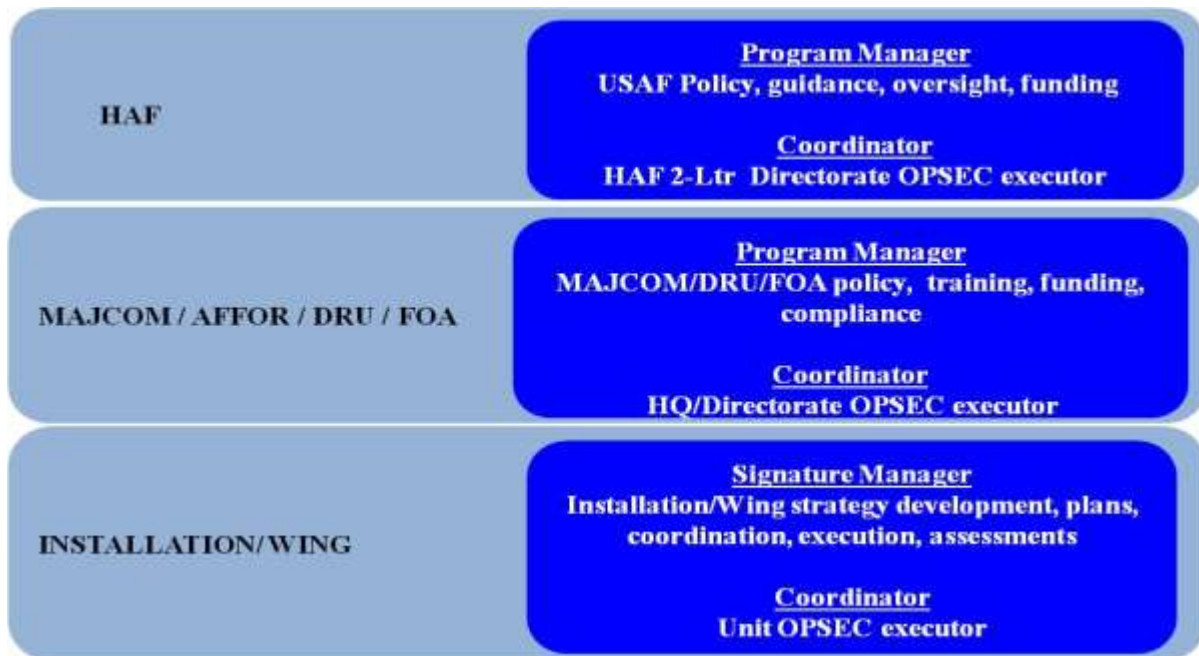 HAF
Program Manager
USAF Policy, guidance, oversight, funding
Coordinator
HAF 2-Ltr Directorate OPSEC executor
MAJCOM / AFFOR / DRU / FOA
Program Manager
MAJCOM/DRU/FOA policy, training, funding,
compliance
Coordinator
HQ/Directorate OPSEC executor
INSTALLATION/WING
Signature Manager
Installation/Wing strategy development, plans,
coordination, execution, assessments
Coordinator
Unit OPSEC executor